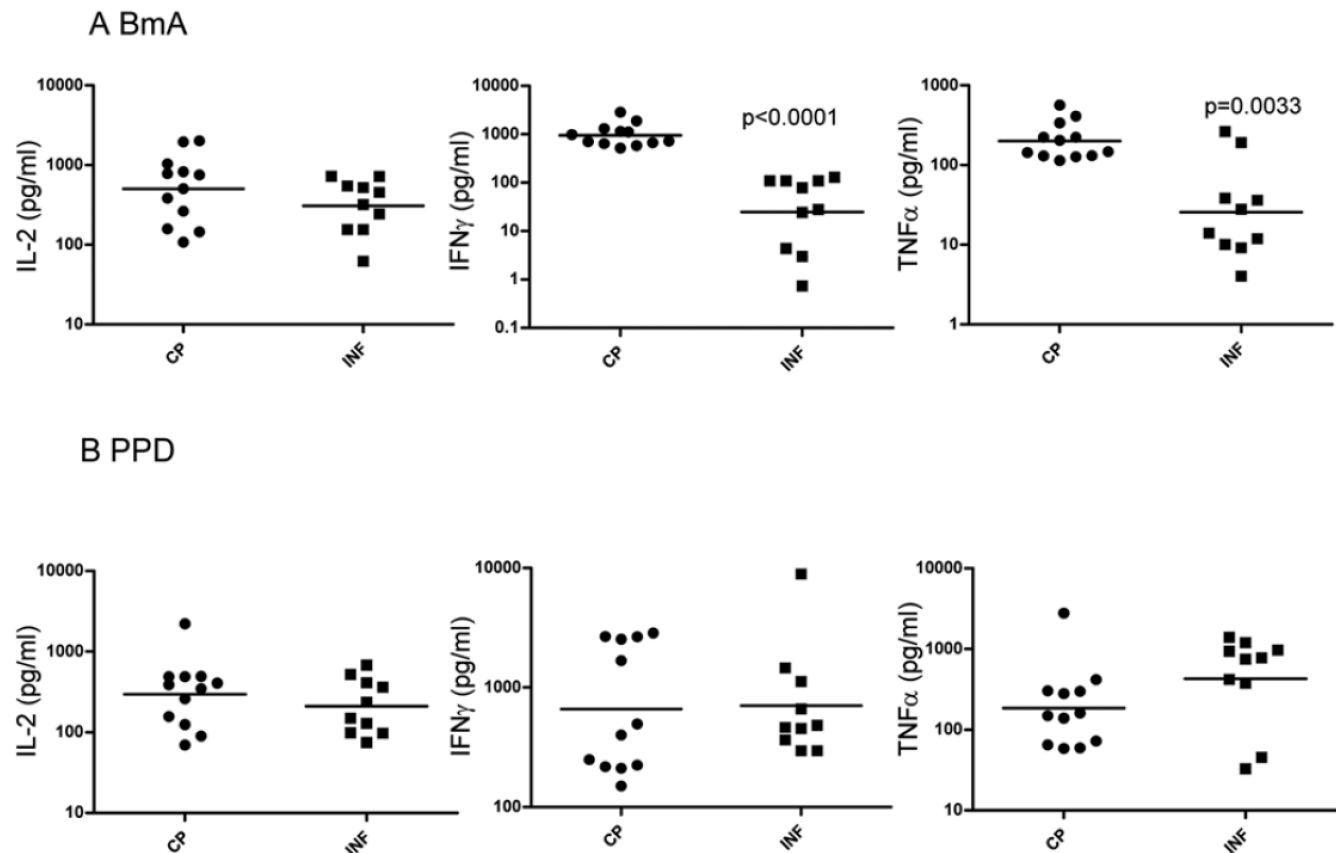 A BmA
IL-2 (pg/ml)
10000
1000
100
10
CP
INF
IFNγ (pg/ml)
10000
1000
100
10
1
0.1
p<0.0001
CP
INF
TNFα (pg/ml)
1000
100
10
1
p=0.0033
CP
INF
B PPD
IL-2 (pg/ml)
10000
1000
100
10
CP
INF
IFNγ (pg/ml)
10000
1000
100
CP
INF
TNFα (pg/ml)
10000
1000
100
10
CP
INF